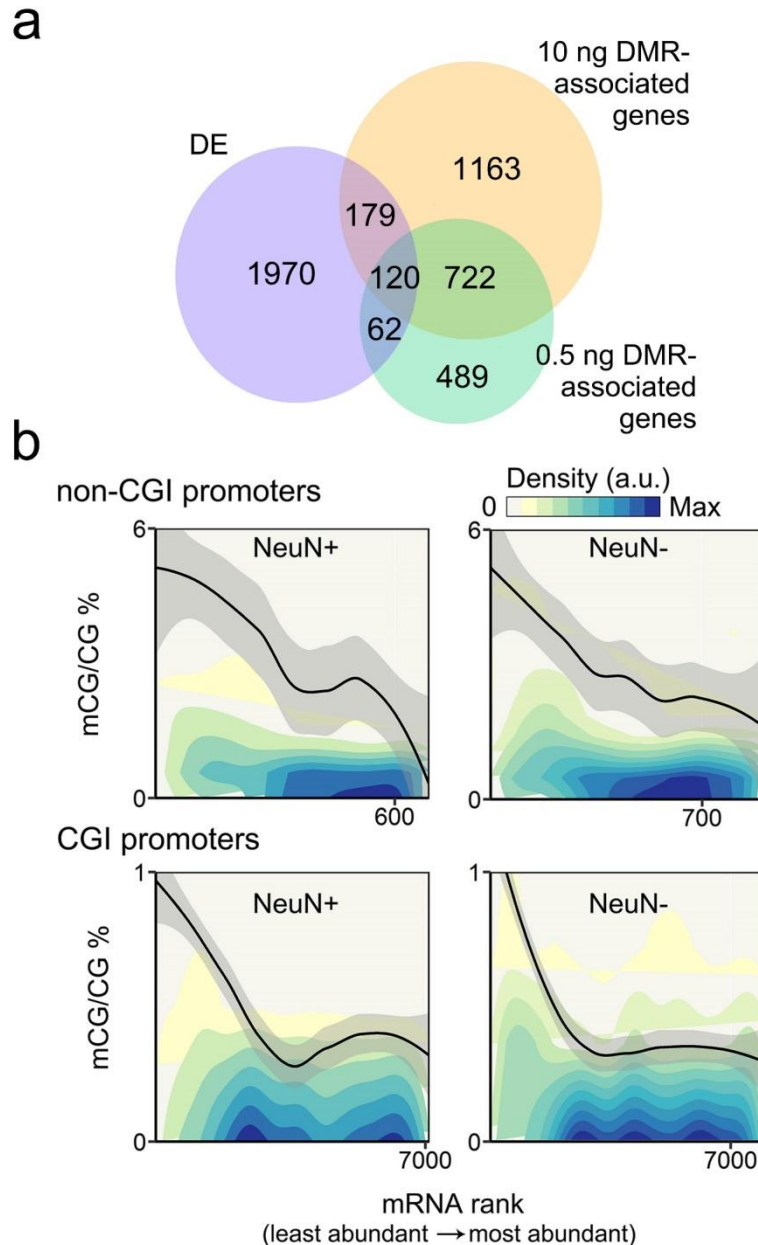 a
10 ng DMR-
associated
genes
DE
1163
179
1970
120
722
62
489
0.5 ng DMR-
associated
genes
b
non-CGI promoters
Density (a.u.)
0
Max
6
NeuN+
6
NeuN-
mCG/CG %
0
600
0
700
CGI promoters
1
NeuN+
1
NeuN-
mCG/CG %
0
7000
0
7000
mRNA rank
(least abundant →most abundant)